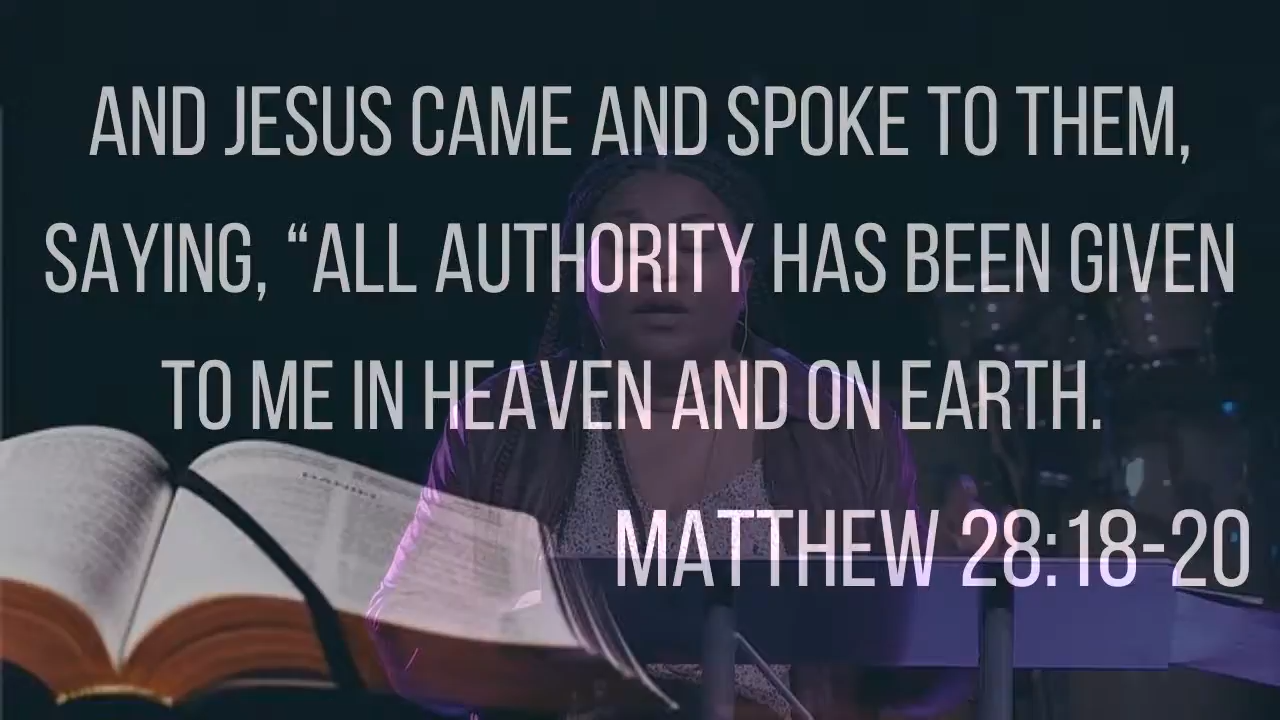 AND JESUS CAME AND SPOKE TO THEM,
SAYING, “ALL AUTHORITY HAS BEEN GIVEN
TO ME IN HEAVEN AND ON EARTH.
DANIEL
MATTHEW 28:18-20